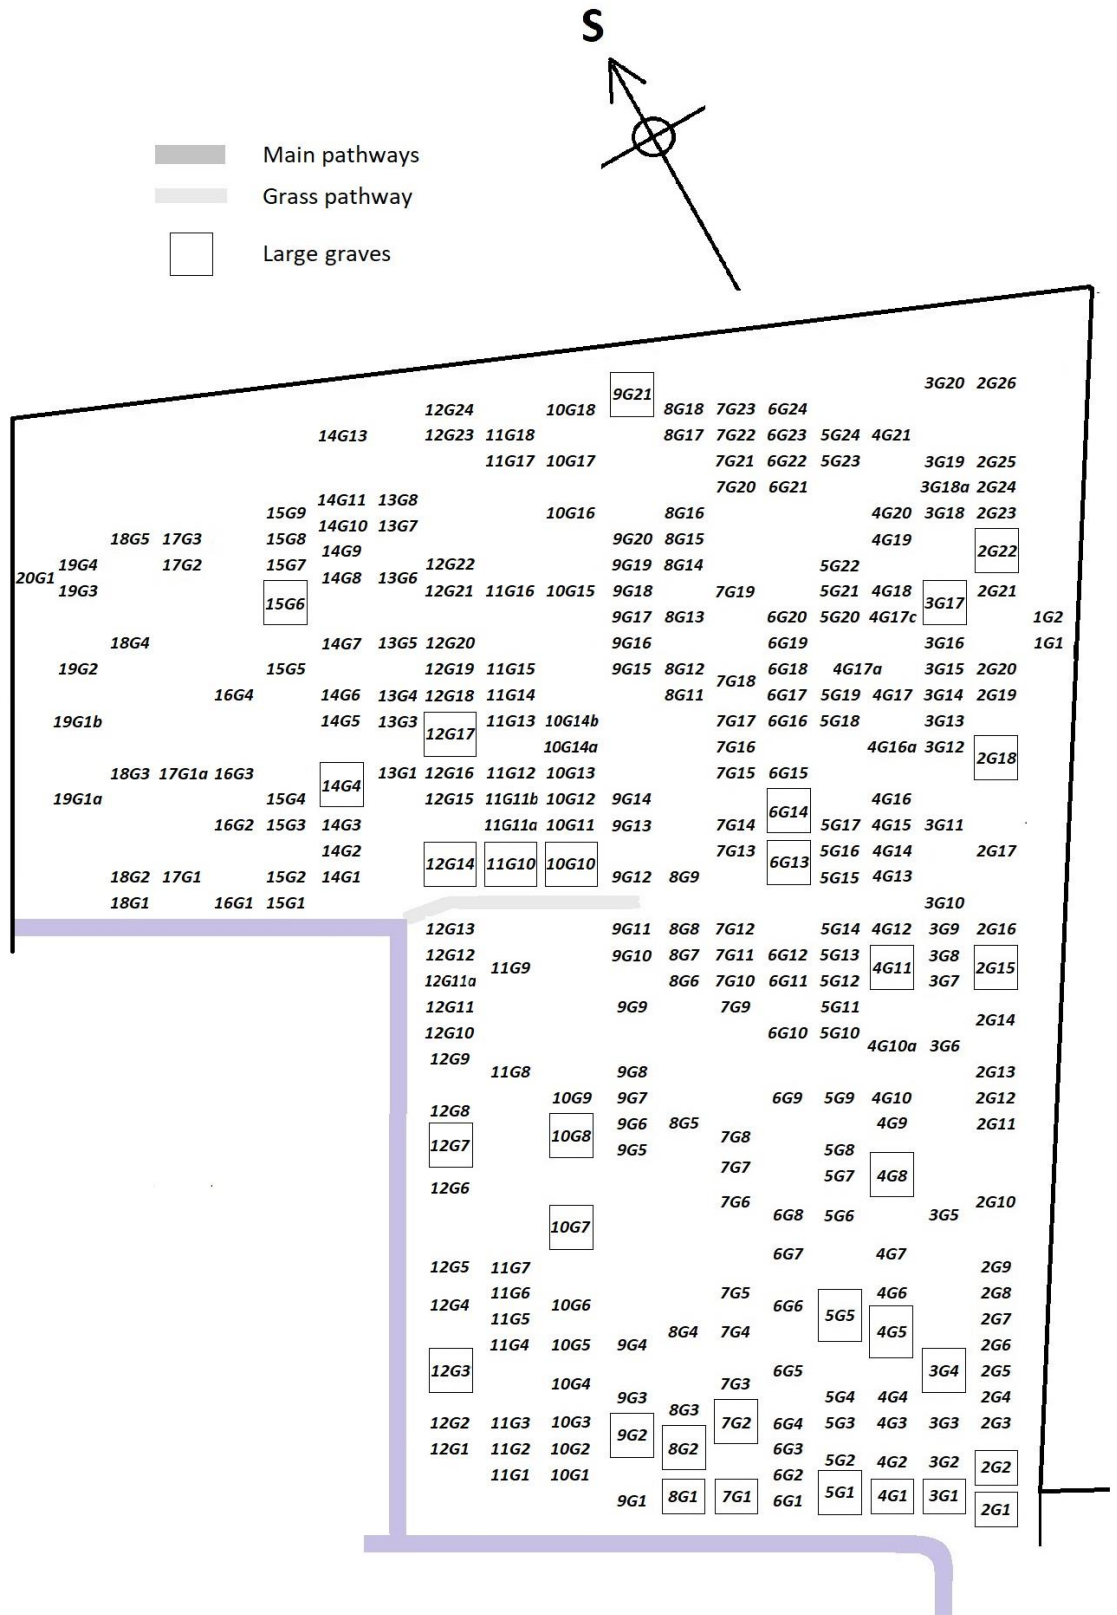 S
Main pathways
Grass pathway
Large graves
3G20 2G26
9G21
12G24 10G18 8G18 7G23 6G24
14G13 12G23 11G18 8G17 7G22 6G23 5G24 4G21
11G17 10G17 7G21 6G22 5G23 3G19 2G25
7G20 6G21 3G18a 2G24
14G11 13G8
15G9 10G16 8G16 4G20 3G18 2G23
14G10 13G7
18G5 17G3 15G8 9G20 8G15 4G19
14G9 2G22
19G4 17G2 15G7 12G22 9G19 8G14 5G22
20G1 14G8 13G6
19G3 12G21 11G16 10G15 9G18 7G19 5G21 4G18 2G21
15G6 3G17
9G17 8G13 6G20 5G20 4G17c 1G2
18G4 14G7 13G5 12G20 9G16 6G19 3G16 1G1
19G2 15G5 12G19 11G15 9G15 8G12 6G18 4G17a 3G15 2G20
7G18
16G4 14G6 13G4 12G18 11G14 8G11 6G17 5G19 4G17 3G14 2G19
19G1b 14G5 13G3 11G13 10G14b 7G17 6G16 5G18 3G13
12G17
10G14a 7G16 4G16a 3G12
2G18
18G3 17G1a 16G3 13G1 12G16 11G12 10G13 7G15 6G15
14G4
19G1a 15G4 12G15 11G11b 10G12 9G14 4G16
6G14
16G2 15G3 14G3 11G11a 10G11 9G13 7G14 5G17 4G15 3G11
14G2 7G13 5G16 4G14 2G17
12G14 11G10 10G10 6G13
18G2 17G1 15G2 14G1 9G12 8G9 5G15 4G13
18G1 16G1 15G1 3G10
12G13 9G11 8G8 7G12 5G14 4G12 3G9 2G16
12G12 9G10 8G7 7G11 6G12 5G13 3G8
11G9 4G11 2G15
12G11a 8G6 7G10 6G11 5G12 3G7
12G11 9G9 7G9 5G11
2G14
12G10 6G10 5G10
4G10a 3G6
12G9
11G8 9G8 2G13
10G9 9G7 6G9 5G9 4G10 2G12
12G8
9G6 8G5 4G9 2G11
10G8 7G8
12G7
9G5 5G8
7G7
5G7 4G8
12G6
7G6 2G10
6G8 5G6 3G5
10G7
6G7 4G7
12G5 11G7 2G9
11G6 7G5 4G6 2G8
12G4 10G6 6G6
11G5 5G5 2G7
8G4 7G4 4G5
11G4 10G5 9G4 2G6
12G3 6G5 3G4 2G5
10G4 7G3
9G3 5G4 4G4 2G4
8G3
12G2 11G3 10G3 7G2 6G4 5G3 4G3 3G3 2G3
9G2
12G1 11G2 10G2 8G2 6G3
5G2 4G2 3G2
2G2
11G1 10G1 6G2
5G1
9G1 8G1 7G1 6G1 4G1 3G1
2G1